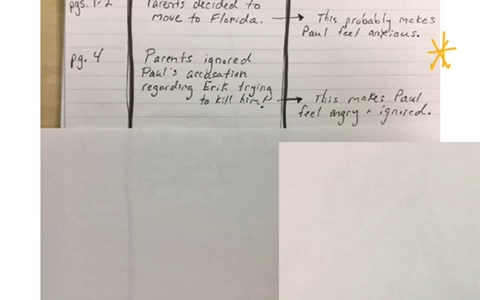 pgs. 1-2
Parents decided to
move to Florida.
This probably makes
Paul feel anxious.
pg. 4
Parents ignored
Paul's accusation
regarding Erik trying
to kill him!
This makes Paul
feel angry + ignored.